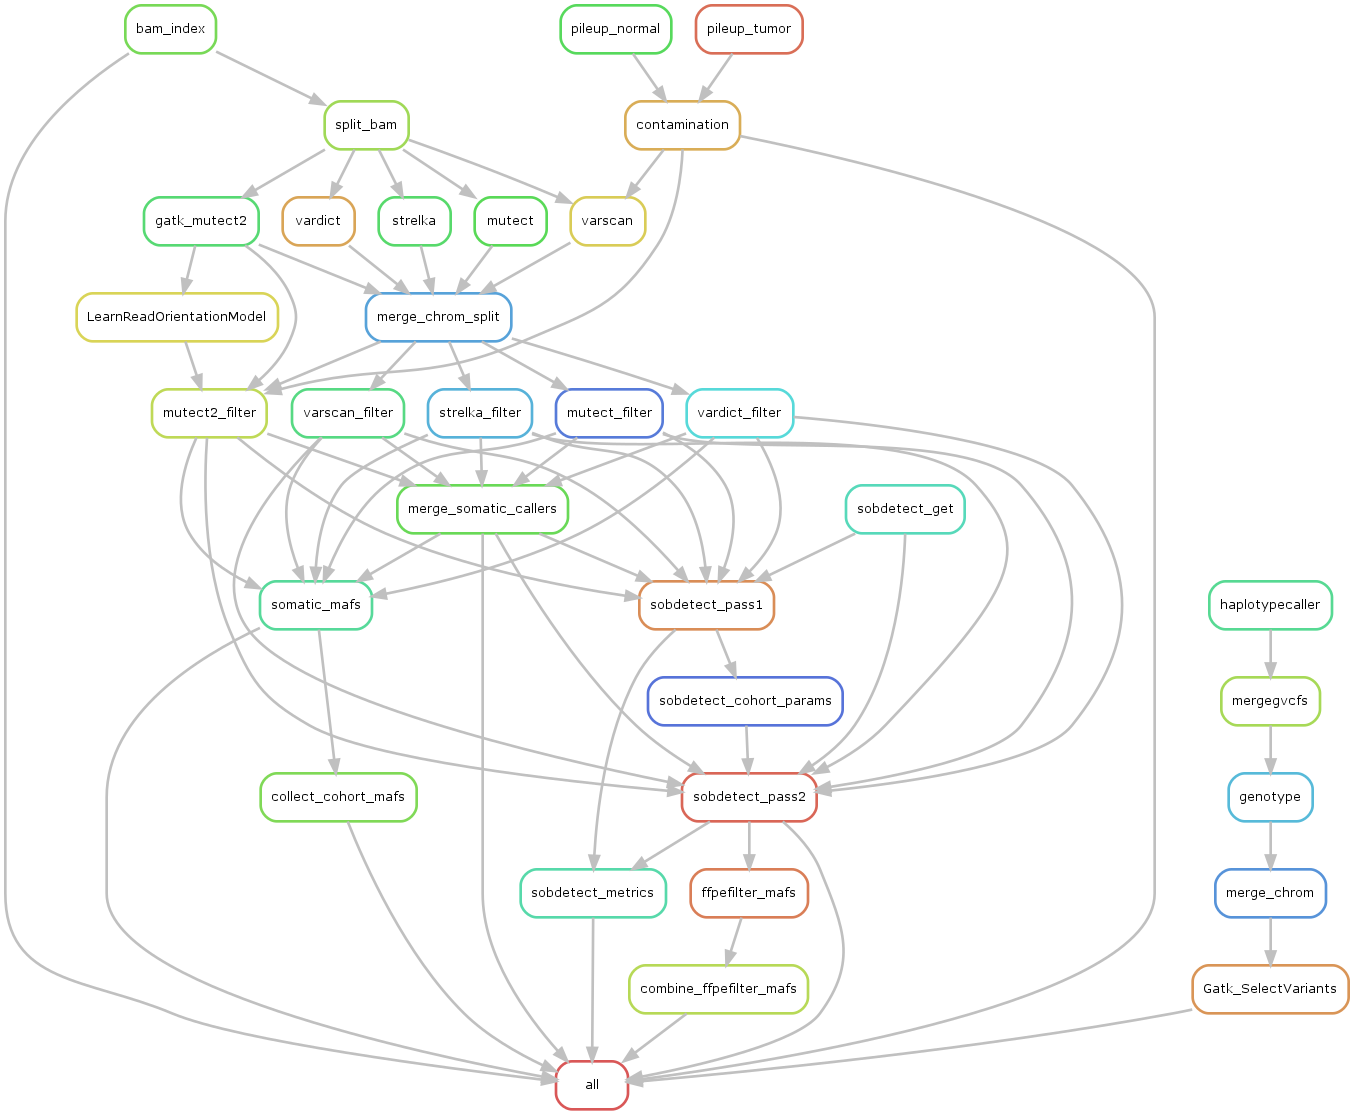 bam_index
pileup_normal
pileup_tumor
split_bam
contamination
gatk_mutect2
vardict
strelka
mutect
varscan
LearnReadOrientationModel
merge_chrom_split
mutect2_filter
varscan_filter
strelka_filter
mutect_filter
vardict_filter
merge_somatic_callers
sobdetect_get
somatic_mafs
sobdetect_pass1
haplotypecaller
sobdetect_cohort_params
mergegvcfs
collect_cohort_mafs
sobdetect_pass2
genotype
sobdetect_metrics
ffpefilter_mafs
merge_chrom
combine_ffpefilter_mafs
Gatk_SelectVariants
all